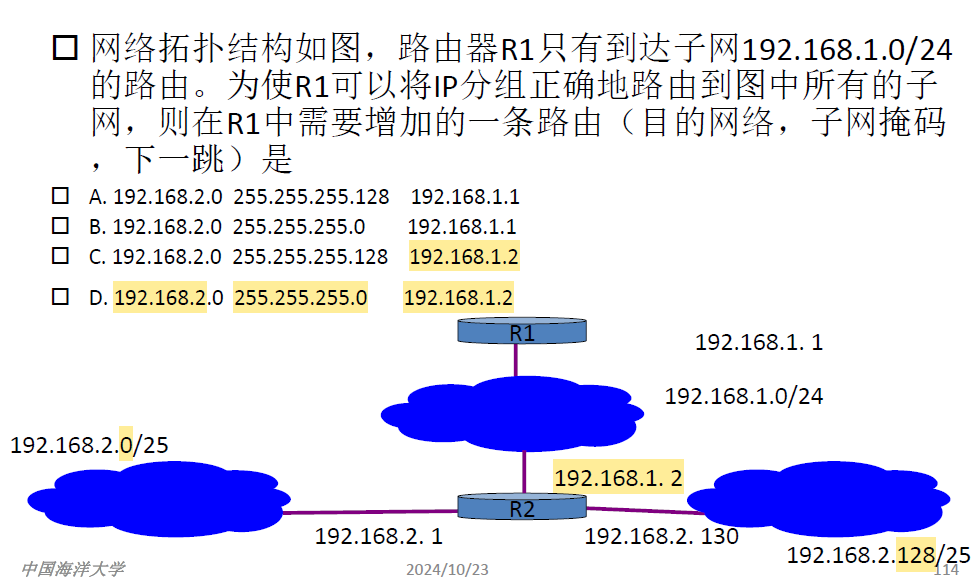 网络拓扑结构如图，路由器R1只有到达子网192.168.1.0/24
的路由。为使R1可以将IP分组正确地路由到图中所有的子
网，则在R1中需要增加的一条路由（目的网络，子网掩码
，下一跳）是
A. 192.168.2.0 255.255.255.128 192.168.1.1
B. 192.168.2.0 255.255.255.0 192.168.1.1
C. 192.168.2.0 255.255.255.128 192.168.1.2
D. 192.168.2.0 255.255.255.0 192.168.1.2
R1
192.168.1. 1
192.168.1.0/24
192.168.2.0/25
192.168.1. 2
R2
192.168.2. 1
192.168.2. 130
192.168.2.128/25
中国海洋大学
2024/10/23
114